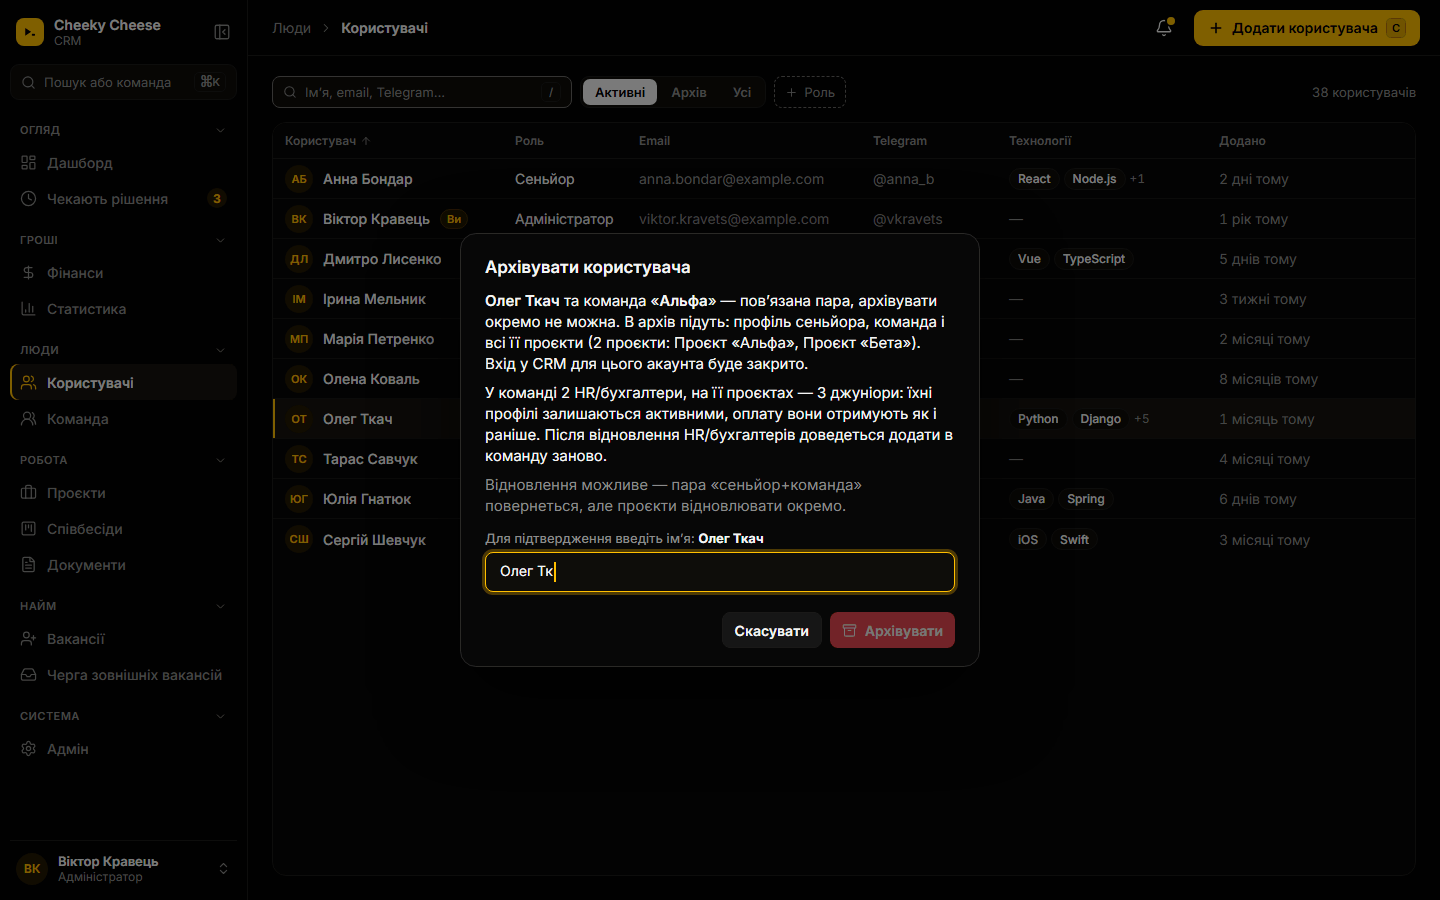 Cheeky Cheese
CRM
Пошук або команда ⌘K
ОГЛЯД
Дашборд
Чекають рішення 3
ГРОШІ
Фінанси
Статистика
ЛЮДИ
Користувачі
Команда
РОБОТА
Проєкти
Співбесіди
Документи
НАЙМ
Вакансії
Черга зовнішніх вакансій
СИСТЕМА
Адмін
ВК
Віктор Кравець
Адміністратор
Люди > Користувачі
+ Додати користувача C
Ім'я, email, Telegram... /
Активні Архів Усі
+ Роль
38 користувачів
Користувач ↑ Роль Email Telegram Технології Додано
АБ Анна Бондар Сеньйор anna.bondar@example.com @anna_b React Node.js +1 2 дні тому
ВК Віктор Кравець Ви Адміністратор viktor.kravets@example.com @vkravets — 1 рік тому
ДЛ Дмитро Лисенко Vue TypeScript 5 днів тому
ІМ Ірина Мельник — 3 тижні тому
МП Марія Петренко — 2 місяці тому
ОК Олена Коваль — 8 місяців тому
ОТ Олег Ткач Python Django +5 1 місяць тому
ТС Тарас Савчук — 4 місяці тому
ЮГ Юлія Гнатюк Java Spring 6 днів тому
СШ Сергій Шевчук iOS Swift 3 місяці тому
Архівувати користувача
Олег Ткач та команда «Альфа» — пов’язана пара, архівувати
окремо не можна. В архів підуть: профіль сеньйора, команда і
всі її проєкти (2 проєкти: Проєкт «Альфа», Проєкт «Бета»).
Вхід у CRM для цього акаунта буде закрито.
У команді 2 HR/бухгалтери, на її проєктах — 3 джуніори: їхні
профілі залишаються активними, оплату вони отримують як і
раніше. Після відновлення HR/бухгалтерів доведеться додати в
команду заново.
Відновлення можливе — пара «сеньйор+команда»
повернеться, але проєкти відновлювати окремо.
Для підтвердження введіть ім’я: Олег Ткач
Олег Тк
Скасувати
Архівувати